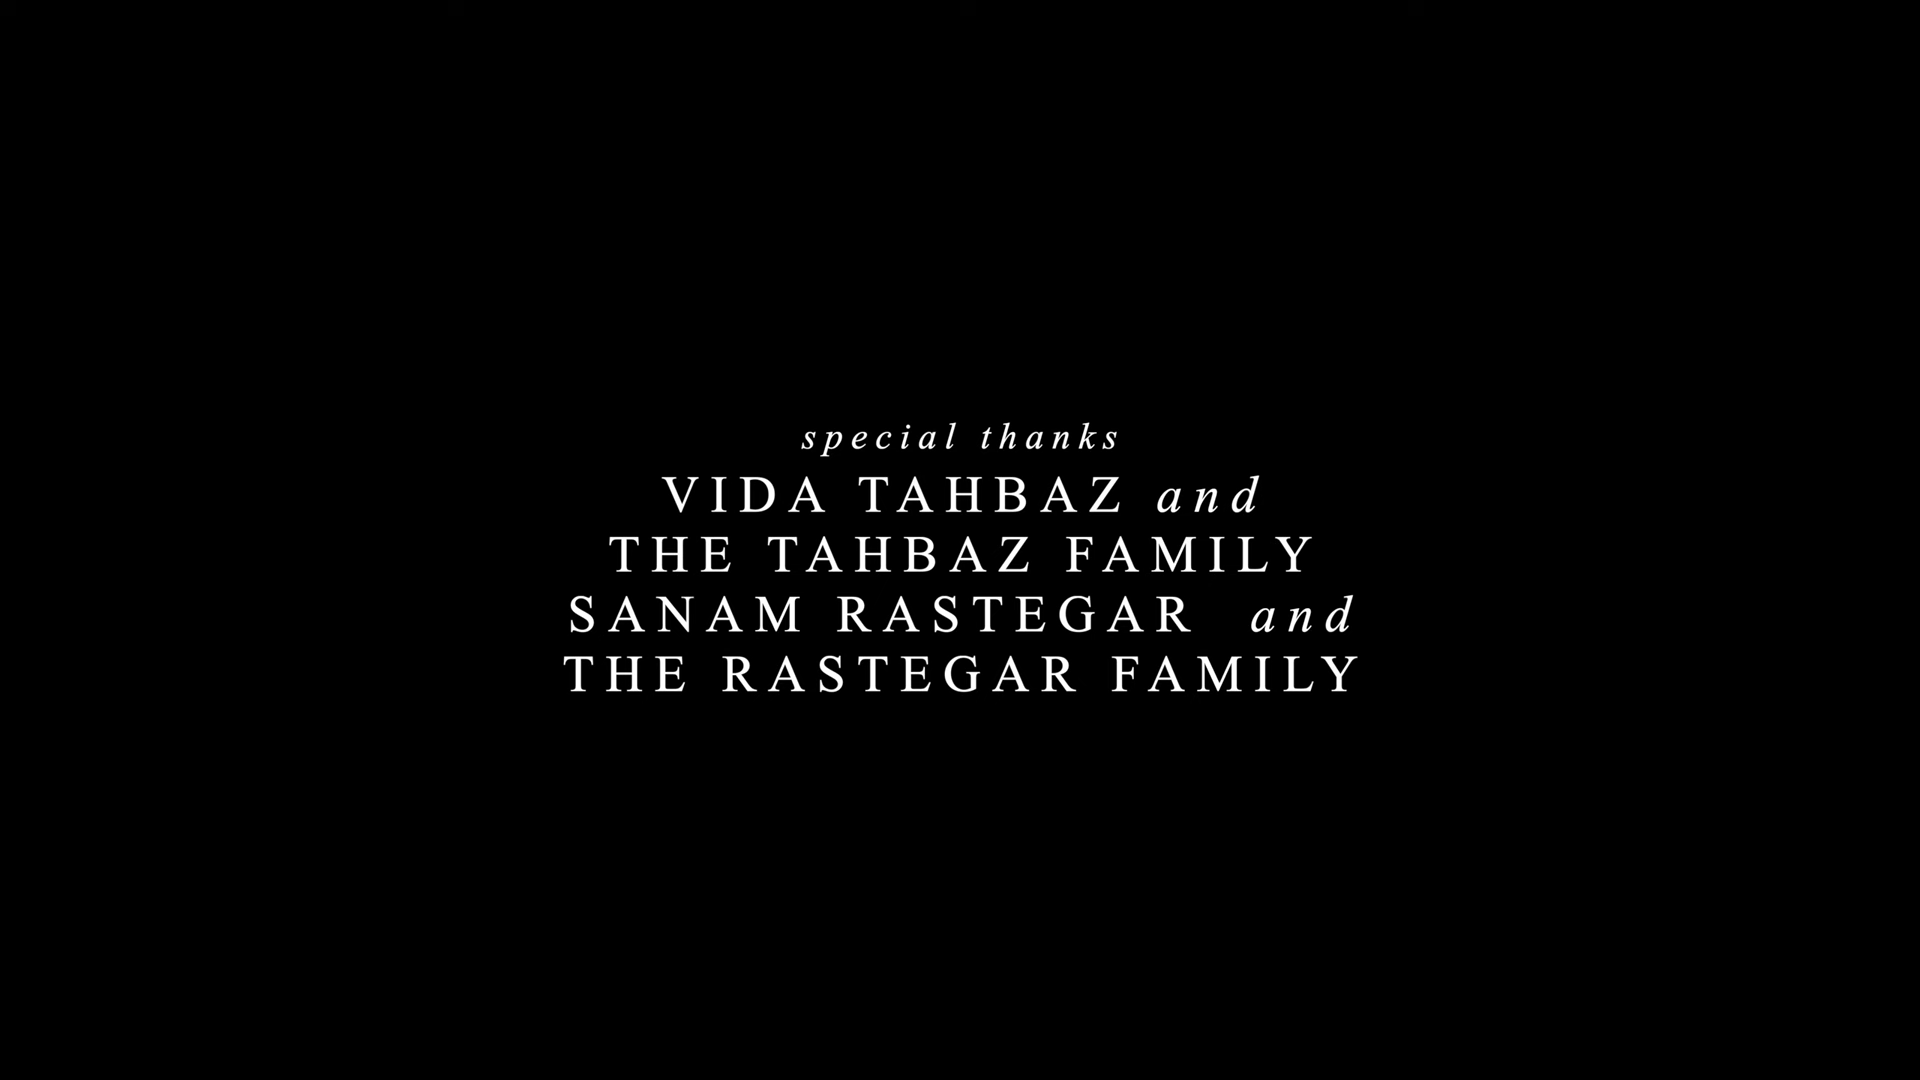 special thanks
VIDA TAHBAZ and
THE TAHBAZ FAMILY
SANAM RASTEGAR and
THE RASTEGAR FAMILY